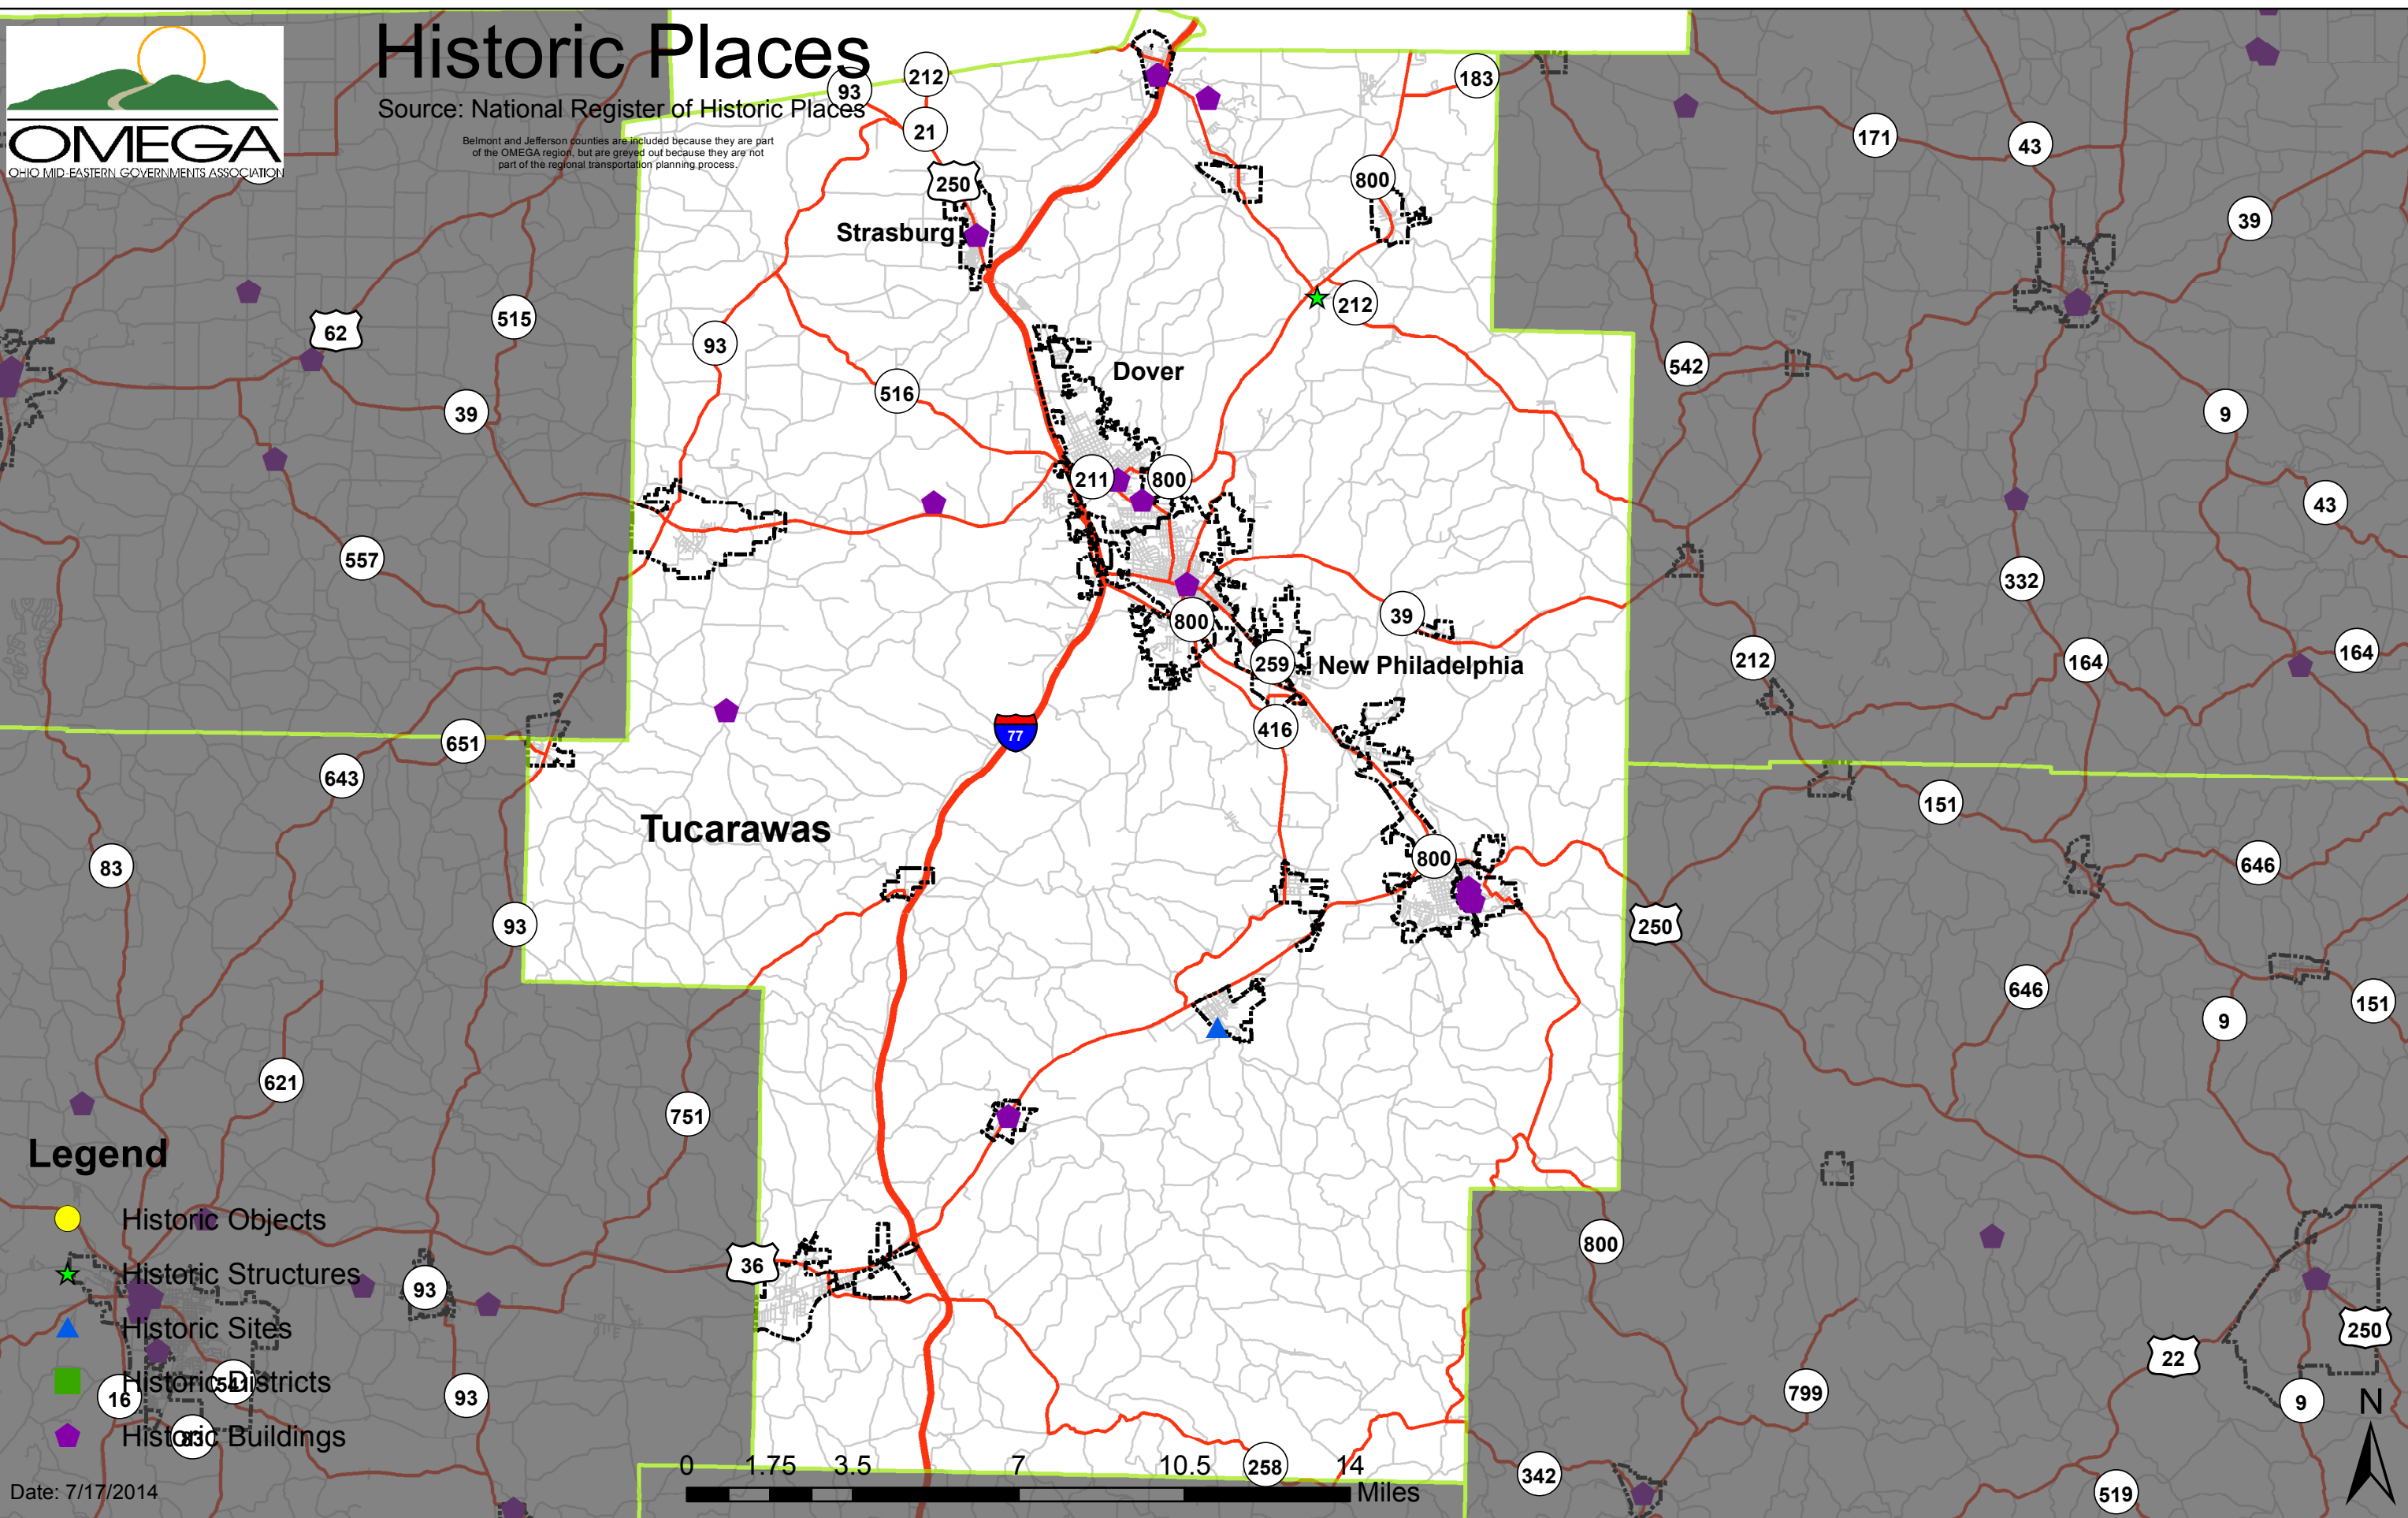 Historic Places
Source: National Register of Historic Places
Belmont and Jefferson counties are included because they are part
of the OMEGA region, but are greyed out because they are not
part of the regional transportation planning process.
OMEGA
OHIO MID-EASTERN GOVERNMENTS ASSOCIATION
93
212
21
250
183
800
171
43
39
Strasburg
212
62
515
93
542
Dover
516
39
9
211
800
43
557
332
39
800
259
New Philadelphia
212
164
164
416
77
651
643
151
Tucarawas
83
800
646
93
250
646
151
9
621
751
Legend
Historic Objects
Historic Structures
Historic Sites
Historic Districts
Historic Buildings
36
93
800
250
22
16
541
93
799
9
83
N
0 1.75 3.5 7 10.5 14
Miles
258
342
519
Date: 7/17/2014